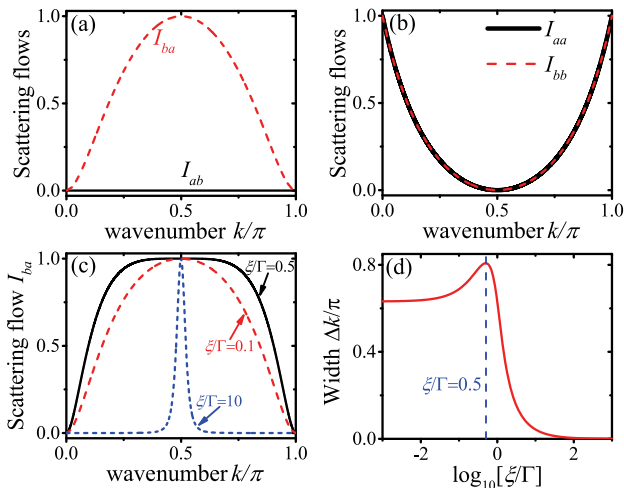 (a)
I_ba
I_ab
Scattering flows
0.0
0.5
1.0
0.0
0.5
1.0
wavenumber k/π
(b)
I_aa
I_bb
Scattering flows
0.0
0.5
1.0
0.0
0.5
1.0
wavenumber k/π
(c)
ξ/Γ=0.5
ξ/Γ=0.1
ξ/Γ=10
Scattering flow I_ba
0.0
0.5
1.0
0.0
0.5
1.0
wavenumber k/π
(d)
ξ/Γ=0.5
Width Δk/π
0.0
0.4
0.8
-2
0
2
log₁₀[ξ/Γ]